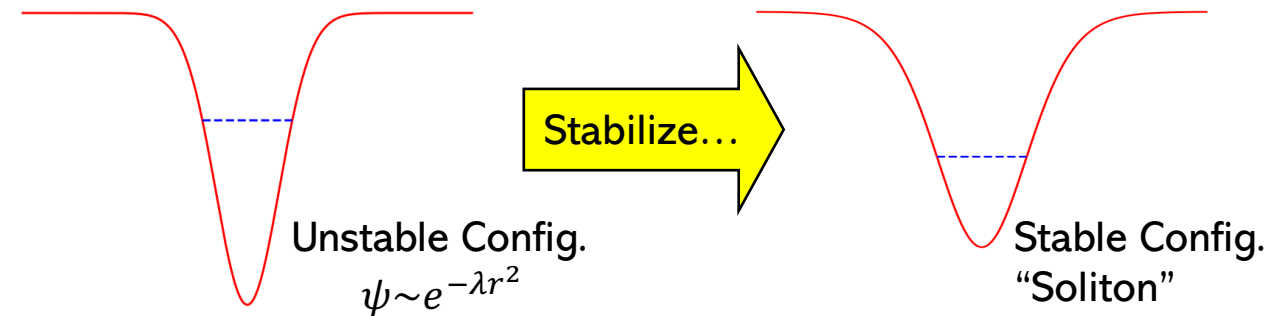 Stabilize…
Unstable Config.
ψ~e^{-λr²}
Stable Config.
“Soliton”